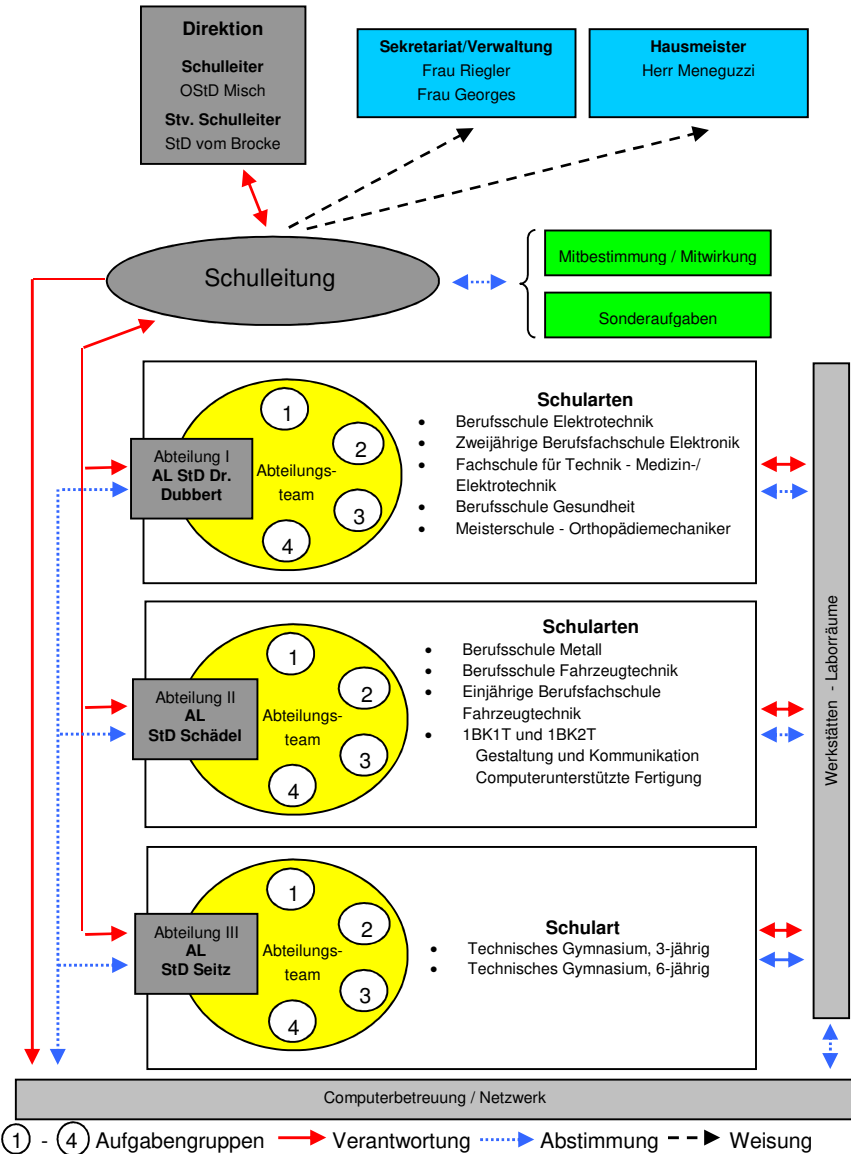 Direktion
Schulleiter
OStD Misch
Stv. Schulleiter
StD vom Brocke
Sekretariat/Verwaltung
Frau Riegler
Frau Georges
Hausmeister
Herr Meneguzzi
Schulleitung
Mitbestimmung / Mitwirkung
Sonderaufgaben
Abteilung I
AL StD Dr.
Dubbert
Abteilungs-
team
1
2
3
4
Schularten
• Berufsschule Elektrotechnik
• Zweijährige Berufsfachschule Elektronik
• Fachschule für Technik - Medizin-/
Elektrotechnik
• Berufsschule Gesundheit
• Meisterschule - Orthopädiemechaniker
Abteilung II
AL
StD Schädel
Abteilungs-
team
1
2
3
4
Schularten
• Berufsschule Metall
• Berufsschule Fahrzeugtechnik
• Einjährige Berufsfachschule
Fahrzeugtechnik
• 1BK1T und 1BK2T
Gestaltung und Kommunikation
Computerunterstützte Fertigung
Abteilung III
AL
StD Seitz
Abteilungs-
team
1
2
3
4
Schulart
• Technisches Gymnasium, 3-jährig
• Technisches Gymnasium, 6-jährig
Werkstätten - Laborräume
Computerbetreuung / Netzwerk
1 - 4 Aufgabengruppen Verantwortung Abstimmung Weisung